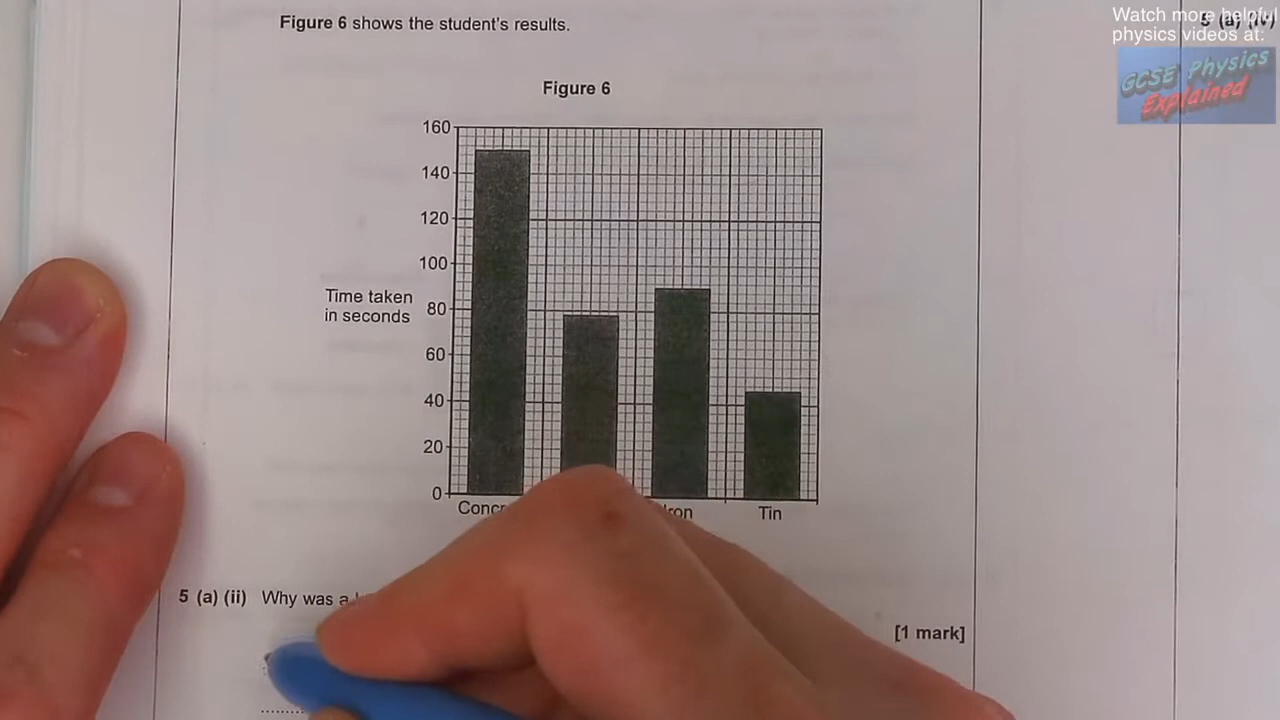 Watch more helpful
physics videos at:
GCSE Physics
Explained
Figure 6 shows the student's results.
Figure 6
160
140
120
100
80
60
40
20
0
Time taken
in seconds
Iron
Tin
5 (a) (ii) Why was a
[1 mark]